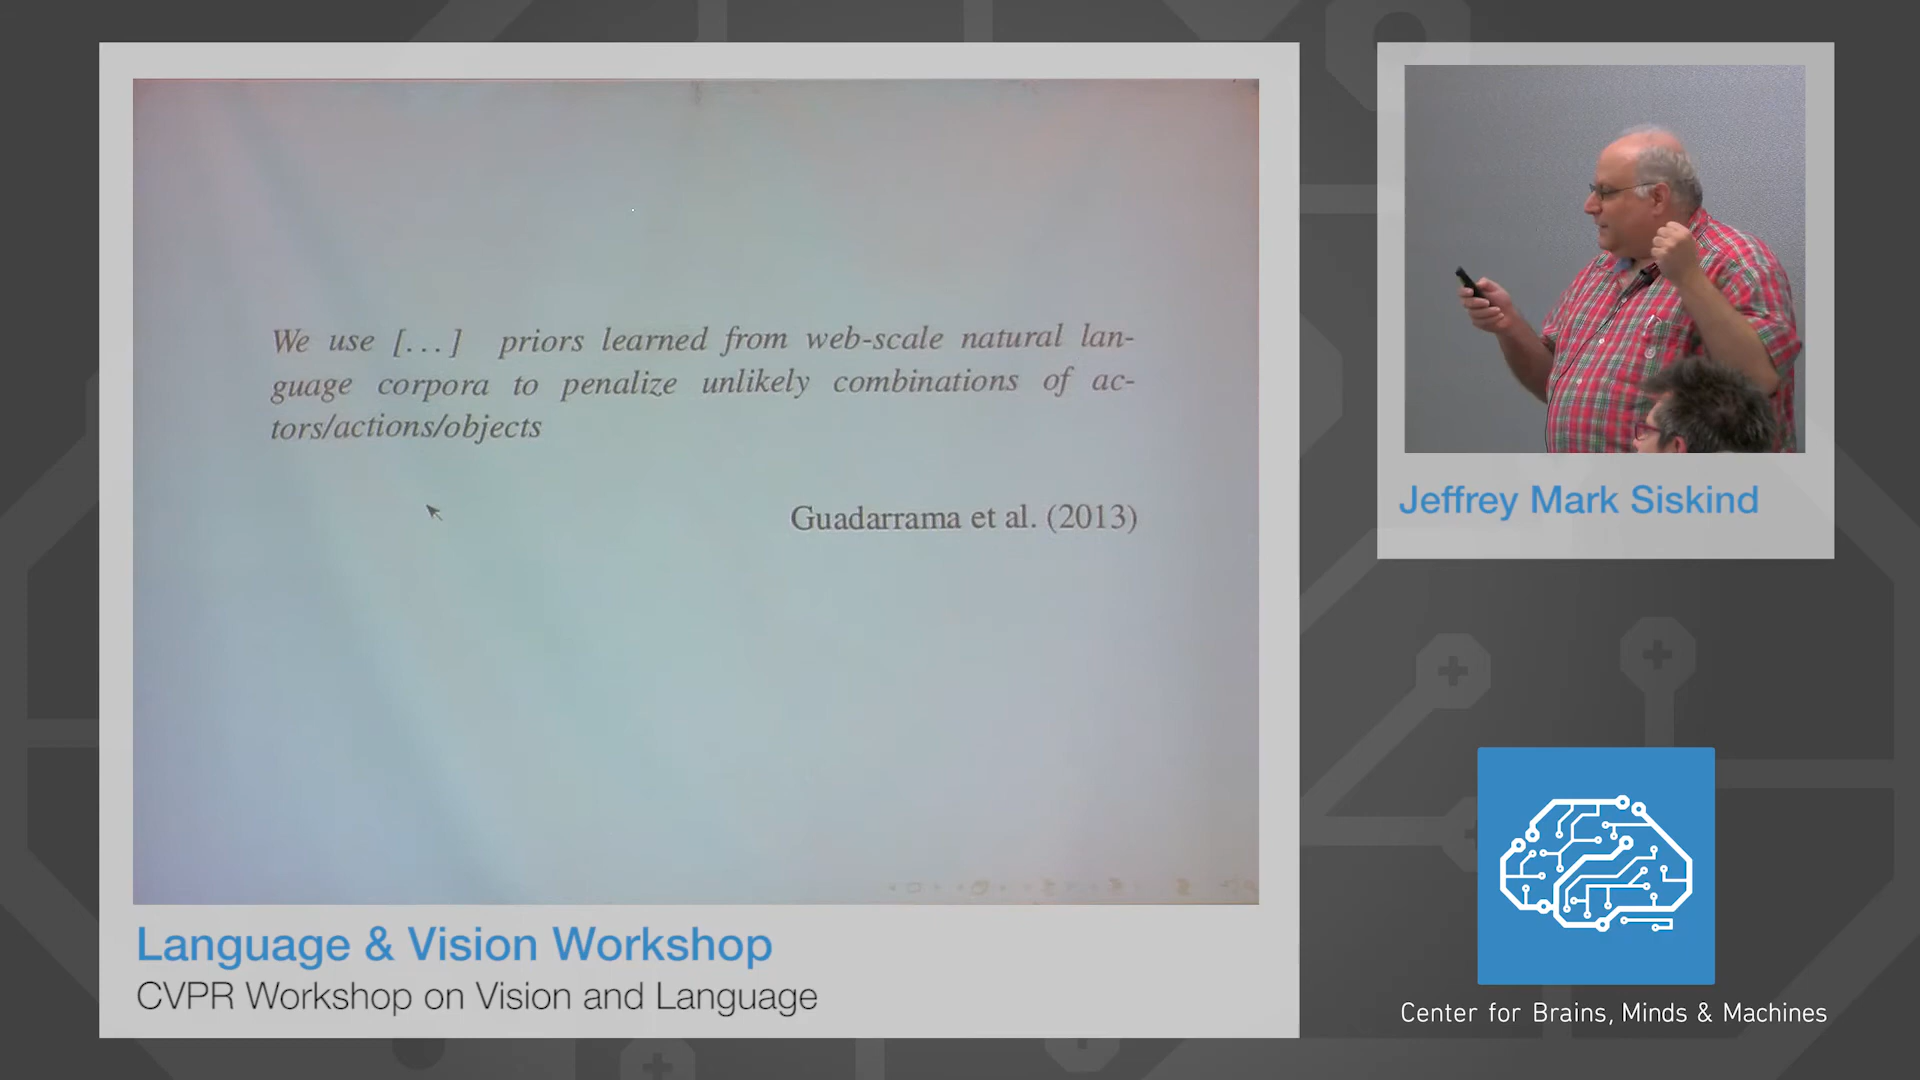 We use [...] priors learned from web-scale natural lan-
guage corpora to penalize unlikely combinations of ac-
tors/actions/objects
Guadarrama et al. (2013)
Language & Vision Workshop
CVPR Workshop on Vision and Language
Jeffrey Mark Siskind
Center for Brains, Minds & Machines